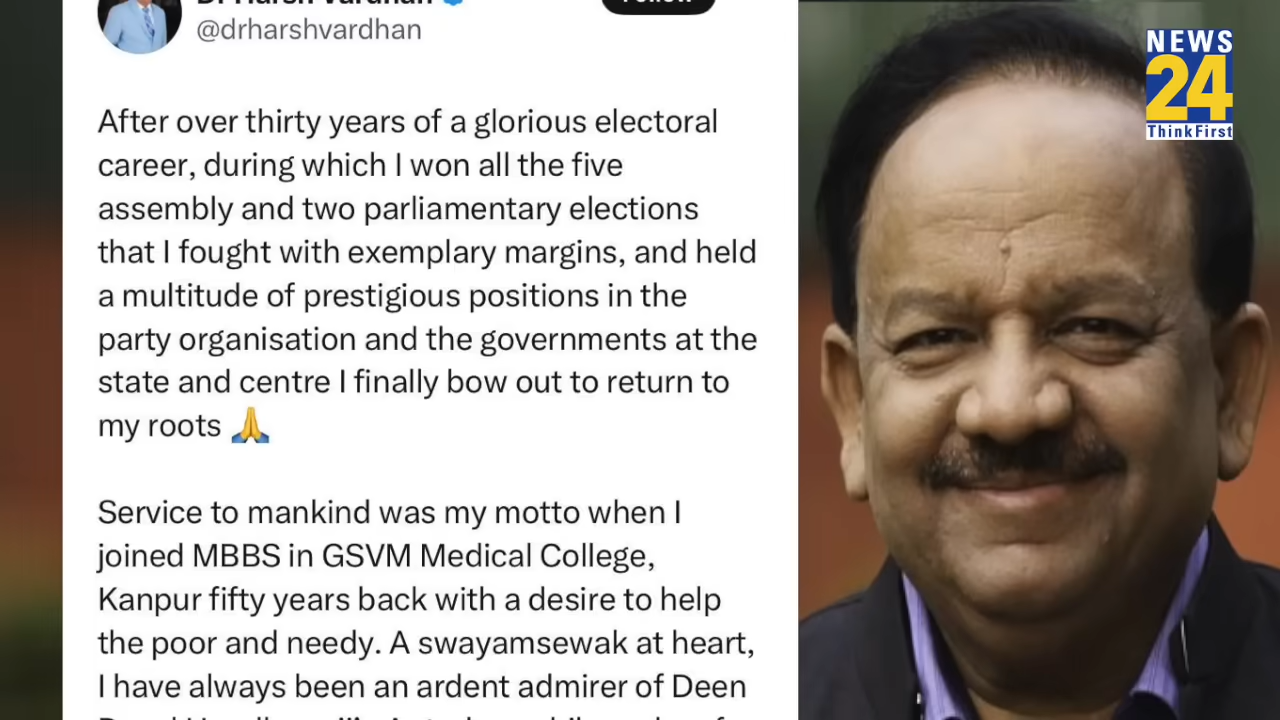 Dr Harsh Vardhan
@drharshvardhan
Follow
After over thirty years of a glorious electoral
career, during which I won all the five
assembly and two parliamentary elections
that I fought with exemplary margins, and held
a multitude of prestigious positions in the
party organisation and the governments at the
state and centre I finally bow out to return to
my roots 🙏
Service to mankind was my motto when I
joined MBBS in GSVM Medical College,
Kanpur fifty years back with a desire to help
the poor and needy. A swayamsewak at heart,
I have always been an ardent admirer of Deen
NEWS
24
ThinkFirst